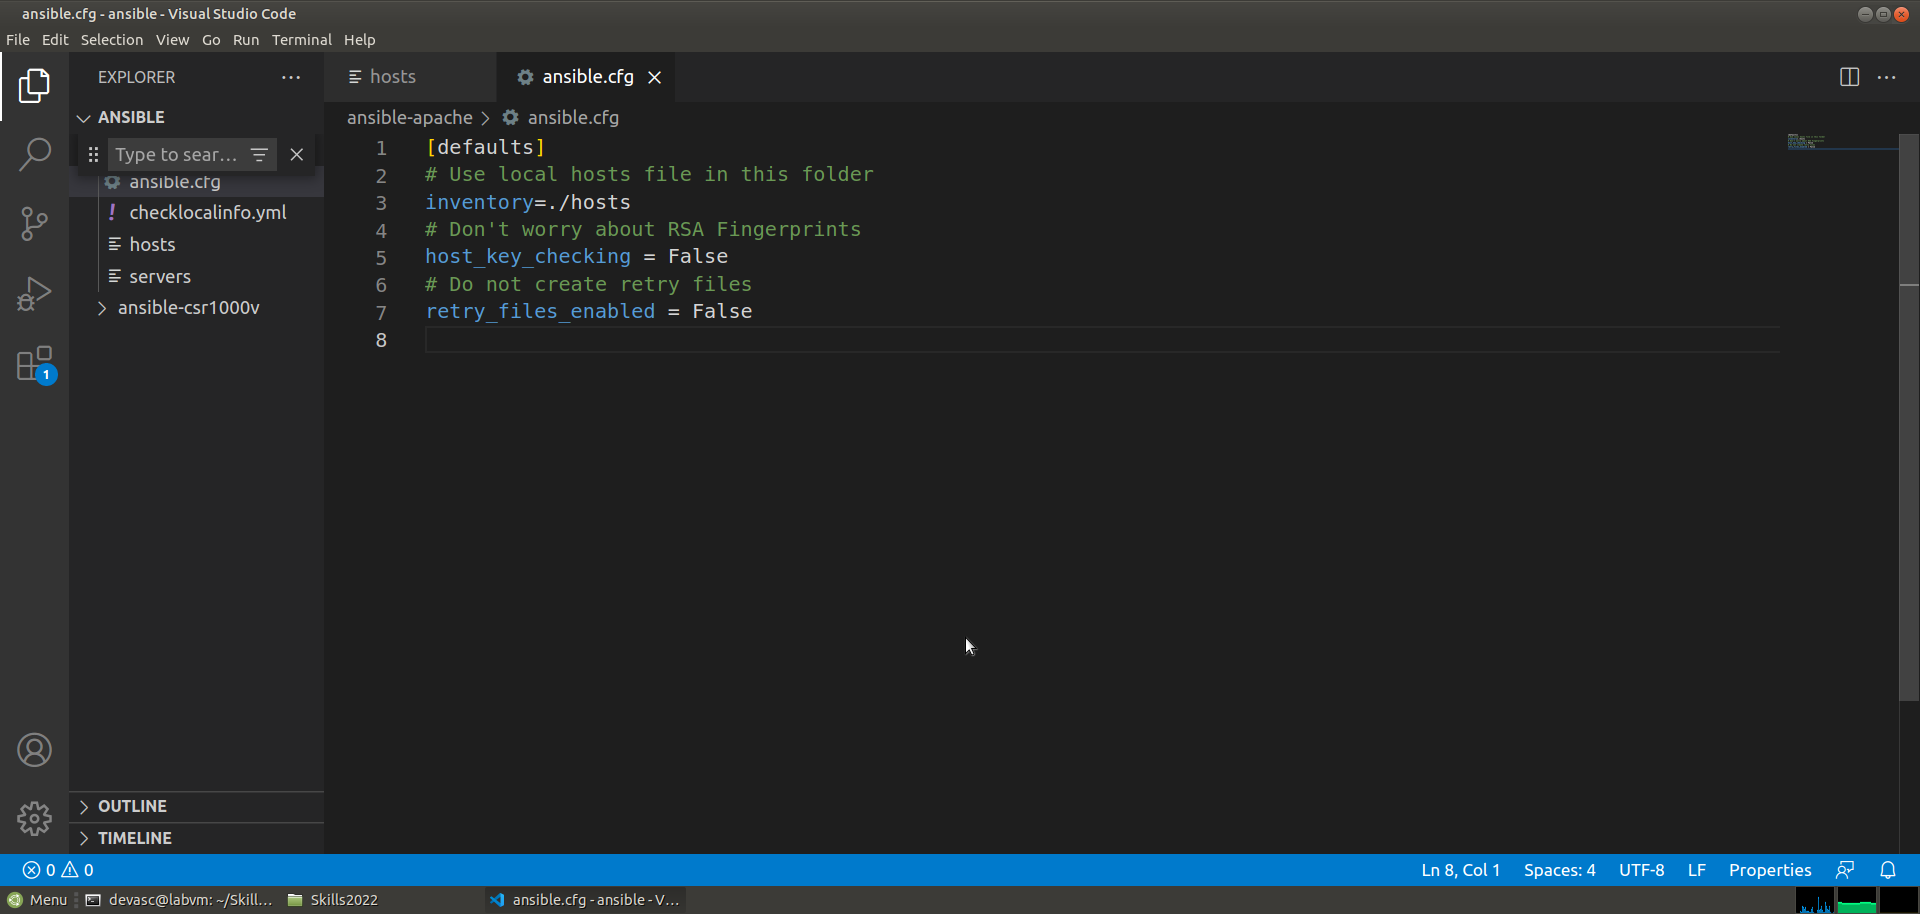 ansible.cfg - ansible - Visual Studio Code
File Edit Selection View Go Run Terminal Help
EXPLORER
ANSIBLE
Type to sear...
ansible.cfg
! checklocalinfo.yml
hosts
servers
ansible-csr1000v
OUTLINE
TIMELINE
1
hosts
ansible.cfg
ansible-apache > ansible.cfg
1 [defaults]
2 # Use local hosts file in this folder
3 inventory=./hosts
4 # Don't worry about RSA Fingerprints
5 host_key_checking = False
6 # Do not create retry files
7 retry_files_enabled = False
8
0 0
Ln 8, Col 1 Spaces: 4 UTF-8 LF Properties
Menu devasc@labvm: ~/Skill... Skills2022 ansible.cfg - ansible - V...